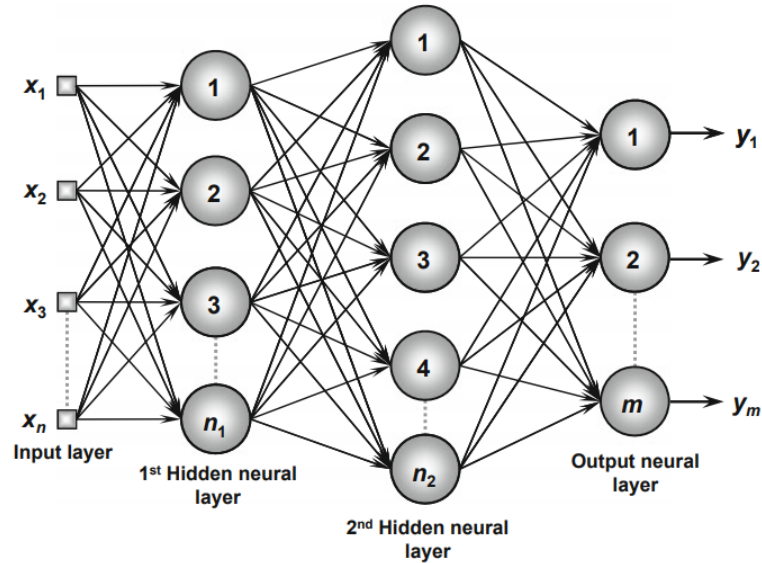 x1
x2
x3
xn
Input layer
1
2
3
n1
1st Hidden neural
layer
1
2
3
4
n2
2nd Hidden neural
layer
1
2
m
Output neural
layer
y1
y2
ym